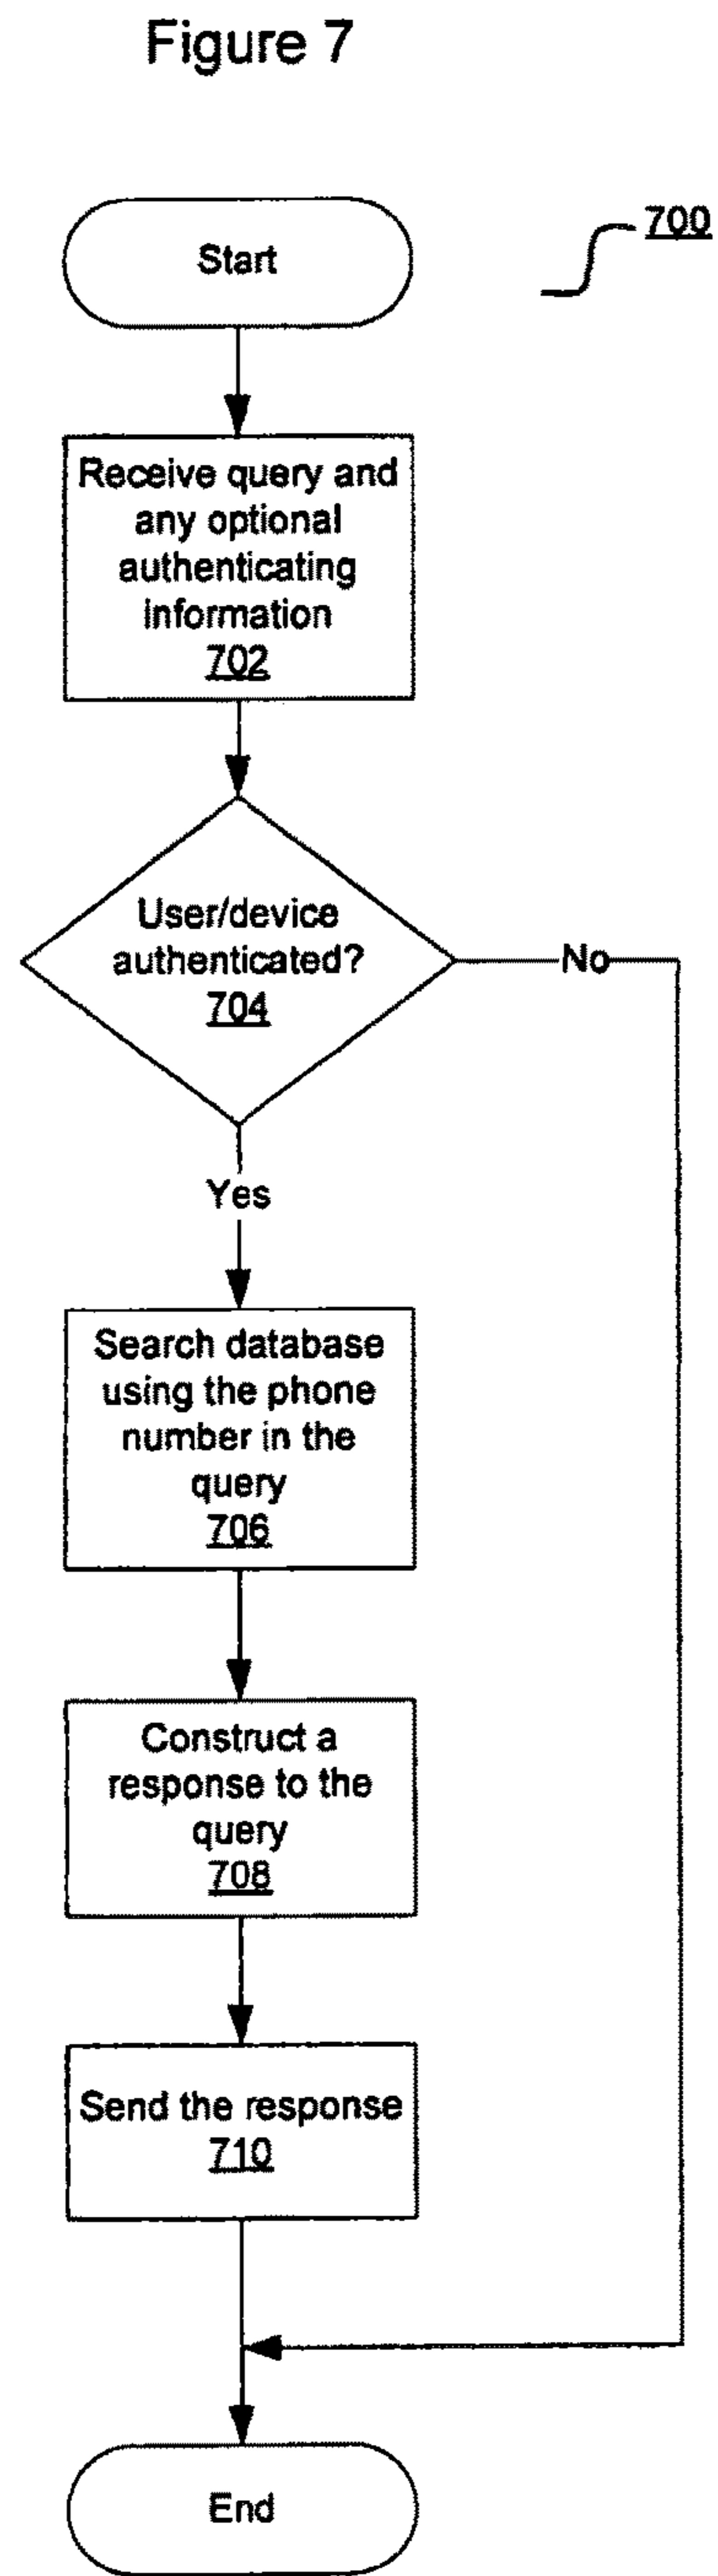 Figure 7
700
Start
Receive query and
any optional
authenticating
information
702
User/device
authenticated?
704
No
Yes
Search database
using the phone
number in the
query
706
Construct a
response to the
query
708
Send the response
710
End